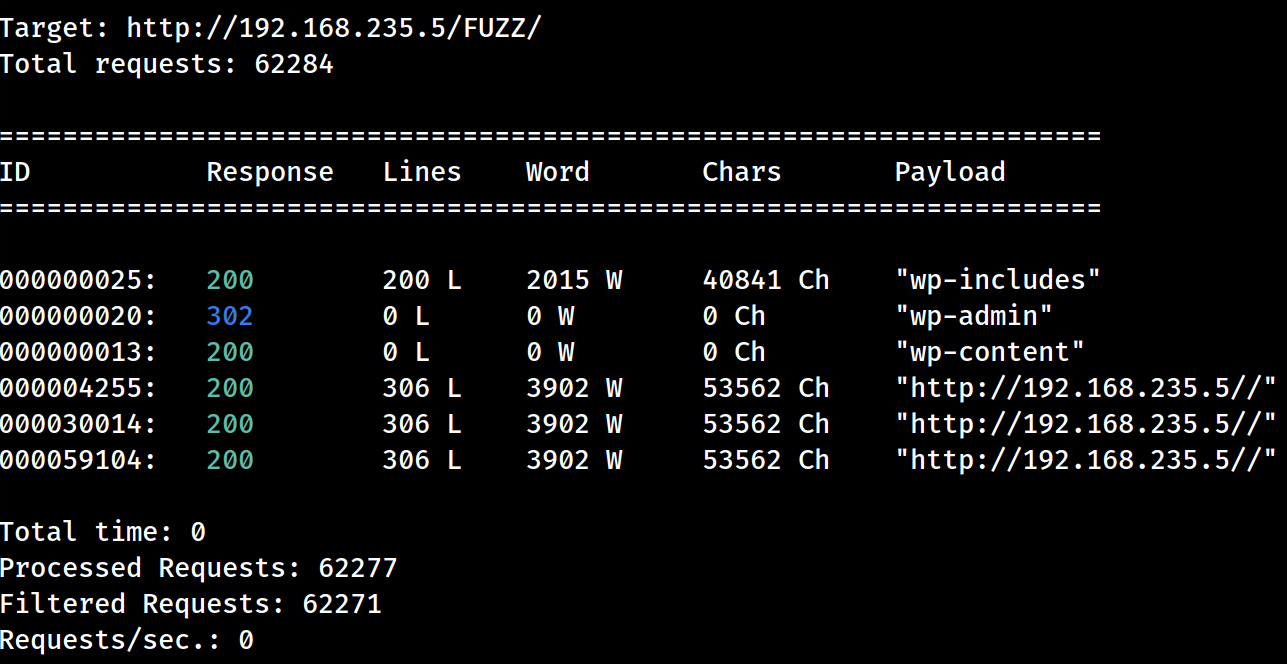 Target: http://192.168.235.5/FUZZ/
Total requests: 62284
=====================================================================
ID           Response   Lines    Word       Chars       Payload
=====================================================================
000000025:   200        200 L    2015 W     40841 Ch    "wp-includes"
000000020:   302        0 L      0 W        0 Ch        "wp-admin"
000000013:   200        0 L      0 W        0 Ch        "wp-content"
000004255:   200        306 L    3902 W     53562 Ch    "http://192.168.235.5//"
000030014:   200        306 L    3902 W     53562 Ch    "http://192.168.235.5//"
000059104:   200        306 L    3902 W     53562 Ch    "http://192.168.235.5//"
Total time: 0
Processed Requests: 62277
Filtered Requests: 62271
Requests/sec.: 0